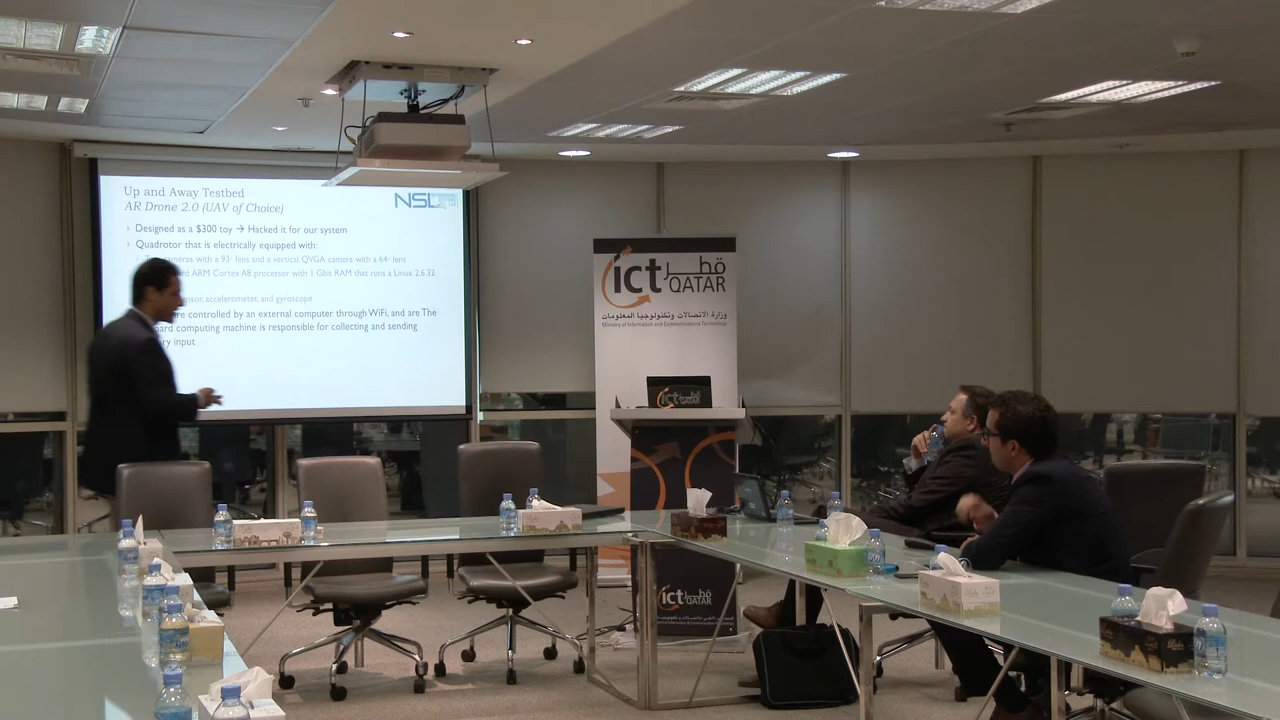 Up and Away Testbed
AR Drone 2.0 (UAV of Choice)
NSL
Designed as a $300 toy → Hacked it for our system
Quadrotor that is electrically equipped with:
cameras with a 93° lens and a vertical QVGA camera with a 64° lens
ARM Cortex A8 processor with 1 Gbit RAM that runs a Linux 2.6.32
accelerometer, and gyroscope
controlled by an external computer through WiFi, and are The
computing machine is responsible for collecting and sending
input
ict قطر
QATAR
وزارة الاتصالات وتكنولوجيا المعلومات
Ministry of Information and Communications Technology
ict قطر
QATAR
ict قطر
QATAR